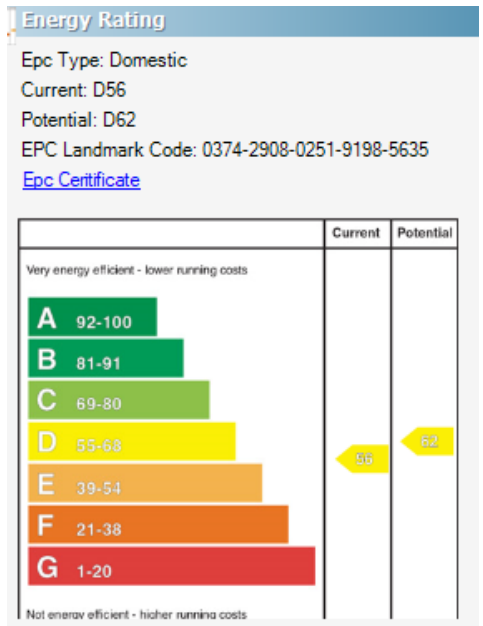 Energy Rating
Epc Type: Domestic
Current: D56
Potential: D62
EPC Landmark Code: 0374-2908-0251-9198-5635
Epc Ceritificate
Current Potential
Very energy efficient - lower running costs
A 92-100
B 81-91
C 69-80
D 55-68
62
56
E 39-54
F 21-38
G 1-20
Not energy efficient - higher running costs